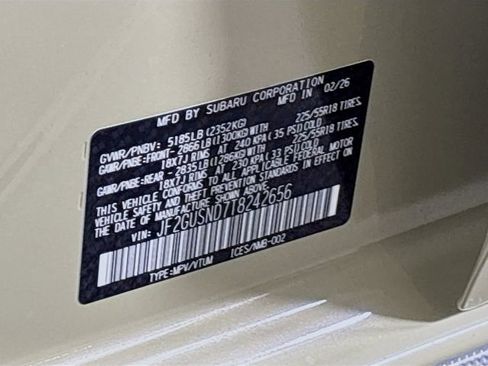 MFD BY SUBARU CORPORATION
MFD IN 02/26
GVWR/PNBV: 5185LB (2352KG)
GAWR/PNBE: FRONT- 2866LB (1300KG) WITH 225/55R18 TIRES,
18X7J RIMS AT 240 KPA (35 PSI) COLD
GAWR/PNBE: REAR - 2835LB (1286KG) WITH 225/55R18 TIRES,
18X7J RIMS AT 230 KPA (33 PSI) COLD
THIS VEHICLE CONFORMS TO ALL APPLICABLE FEDERAL MOTOR
VEHICLE SAFETY AND THEFT PREVENTION STANDARDS IN EFFECT
ON THE DATE OF MANUFACTURE SHOWN ABOVE.
VIN: JF2GUSND7T8242656
TYPE:MPV/VTUM ICES/NMB-002